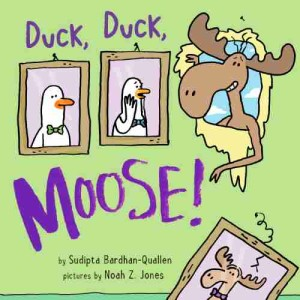 Duck, Duck,
MOOSE!
by Sudipta Bardhan-Quallen
pictures by Noah Z. Jones